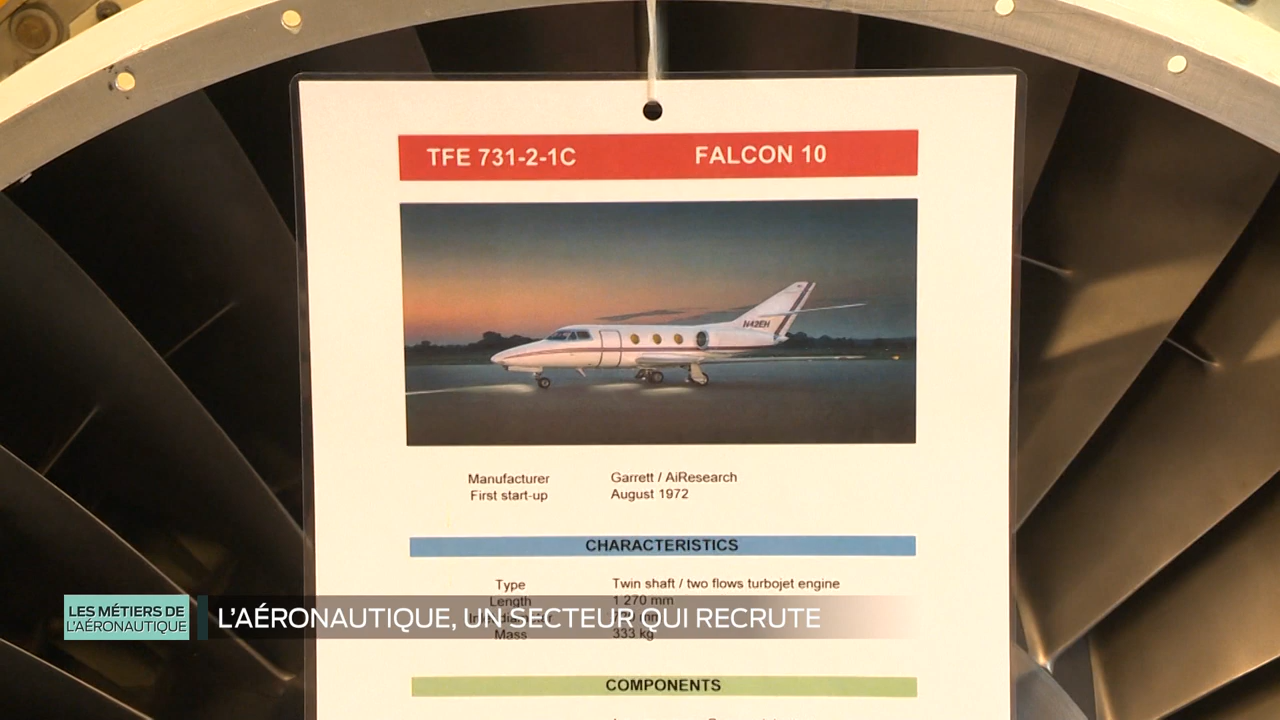 TFE 731-2-1C FALCON 10
N42EH
Manufacturer Garrett / AiResearch
First start-up August 1972
CHARACTERISTICS
Type Twin shaft / two flows turbojet engine
Length 1 270 mm
Mass 333 kg
LES MÉTIERS DE
L'AÉRONAUTIQUE
L'AÉRONAUTIQUE, UN SECTEUR QUI RECRUTE
COMPONENTS